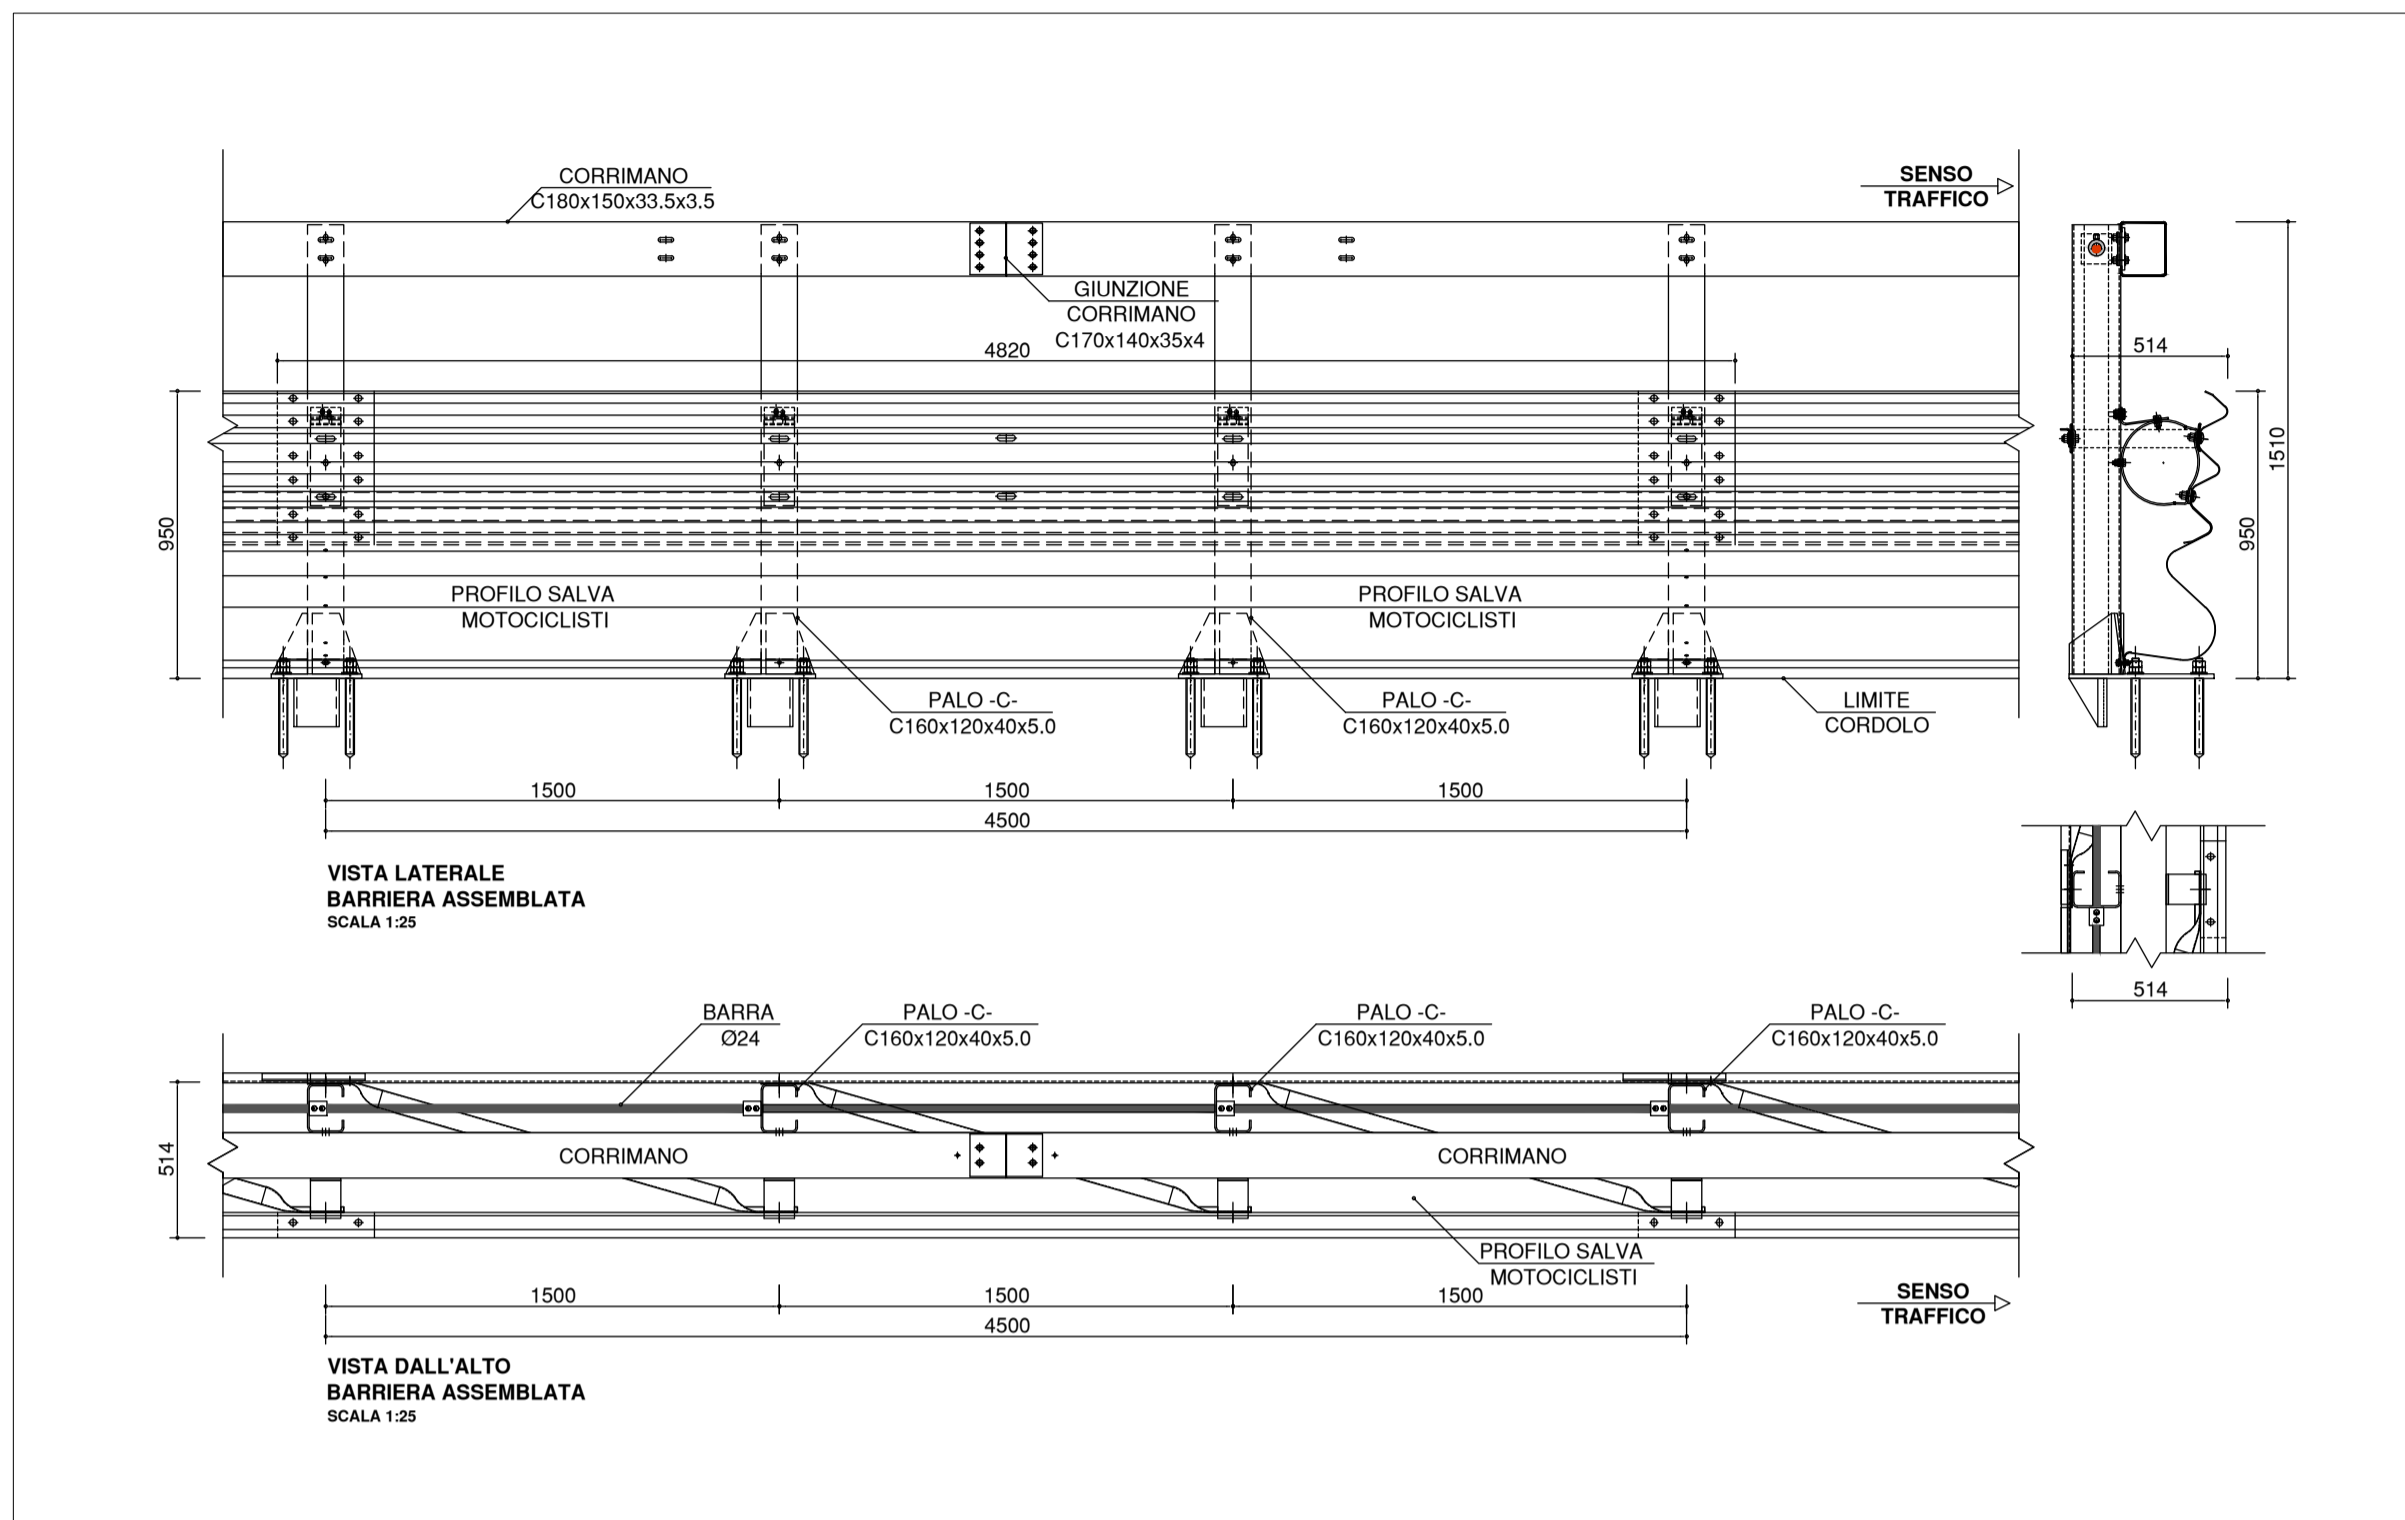 CORRIMANO
C180x150x33.5x3.5
SENSO
TRAFFICO
GIUNZIONE
CORRIMANO
C170x140x35x4
4820
514
950
950
1510
PROFILO SALVA
MOTOCICLISTI
PROFILO SALVA
MOTOCICLISTI
PALO -C-
C160x120x40x5.0
PALO -C-
C160x120x40x5.0
LIMITE
CORDOLO
1500
1500
1500
4500
VISTA LATERALE
BARRIERA ASSEMBLATA
SCALA 1:25
514
BARRA
Ø24
PALO -C-
C160x120x40x5.0
PALO -C-
C160x120x40x5.0
PALO -C-
C160x120x40x5.0
514
CORRIMANO
CORRIMANO
PROFILO SALVA
MOTOCICLISTI
SENSO
TRAFFICO
1500
1500
1500
4500
VISTA DALL'ALTO
BARRIERA ASSEMBLATA
SCALA 1:25